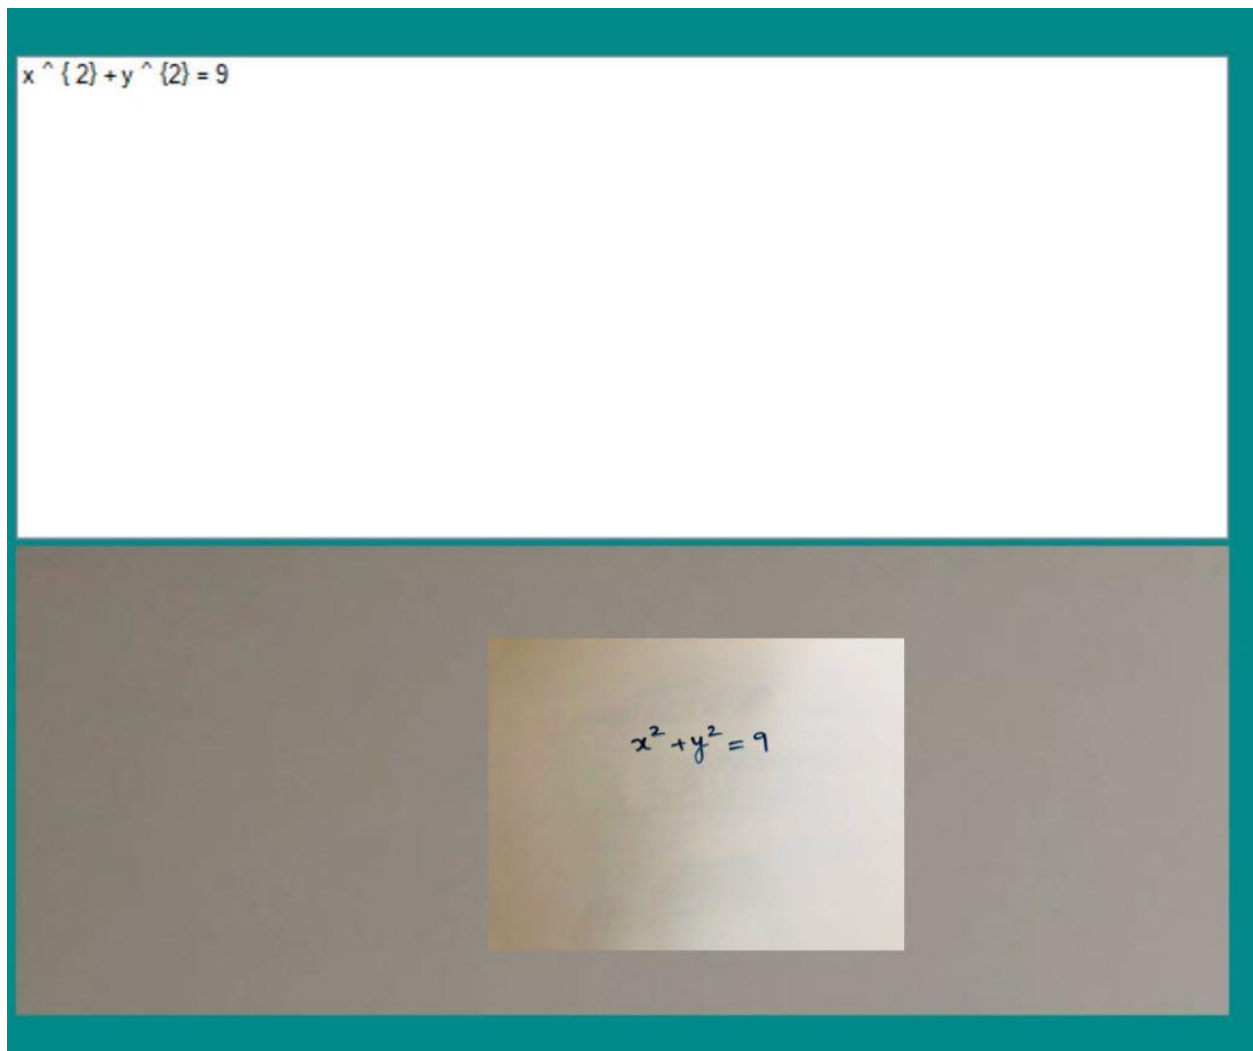 x ^ { 2} + y ^ {2} = 9
x² + y² = 9